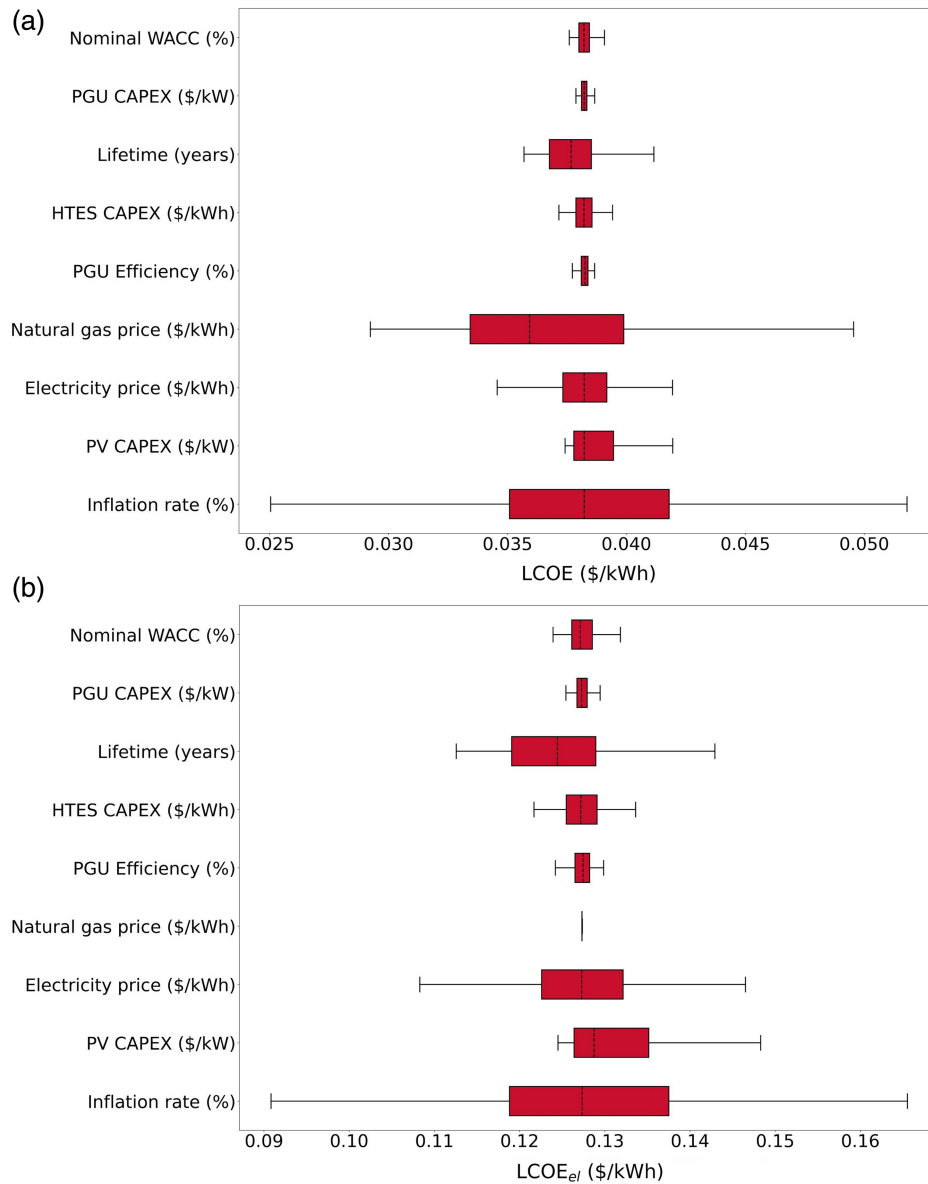 (a)
Nominal WACC (%)
PGU CAPEX ($/kW)
Lifetime (years)
HTES CAPEX ($/kWh)
PGU Efficiency (%)
Natural gas price ($/kWh)
Electricity price ($/kWh)
PV CAPEX ($/kW)
Inflation rate (%)
0.025 0.030 0.035 0.040 0.045 0.050
LCOE ($/kWh)
(b)
Nominal WACC (%)
PGU CAPEX ($/kW)
Lifetime (years)
HTES CAPEX ($/kWh)
PGU Efficiency (%)
Natural gas price ($/kWh)
Electricity price ($/kWh)
PV CAPEX ($/kW)
Inflation rate (%)
0.09 0.10 0.11 0.12 0.13 0.14 0.15 0.16
LCOEel ($/kWh)